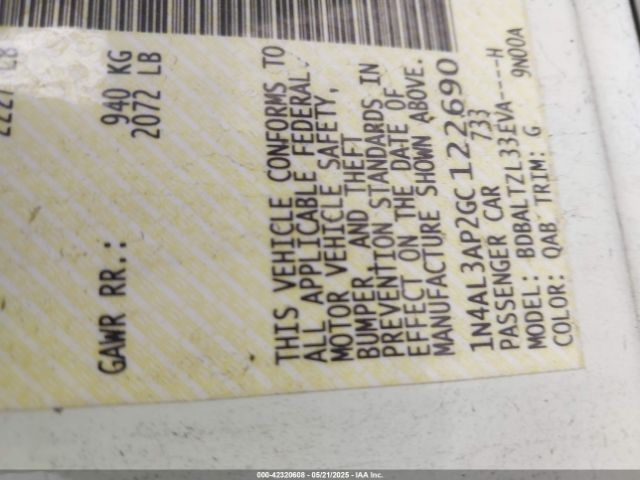 GAWR RR.: 940 KG
2072 LB
THIS VEHICLE CONFORMS TO
ALL APPLICABLE FEDERAL
MOTOR VEHICLE SAFETY,
BUMPER, AND THEFT
PREVENTION STANDARDS IN
EFFECT ON THE DATE OF
MANUFACTURE SHOWN ABOVE.
1N4AL3AP2GC122690
PASSENGER CAR 733
MODEL: BDBALTZL33EVA----H
COLOR: QAB TRIM: G 9N00A
000-42320608 - 05/21/2025 - IAA Inc.